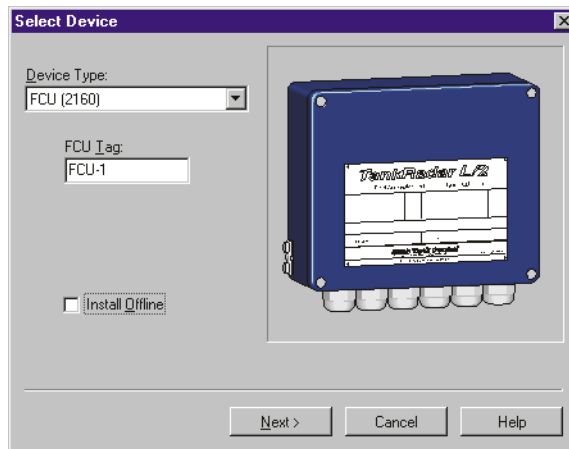 Select Device
Device Type:
FCU (2160)
FCU Tag:
FCU-1
Install Offline
TankRadar L/2
Next >
Cancel
Help